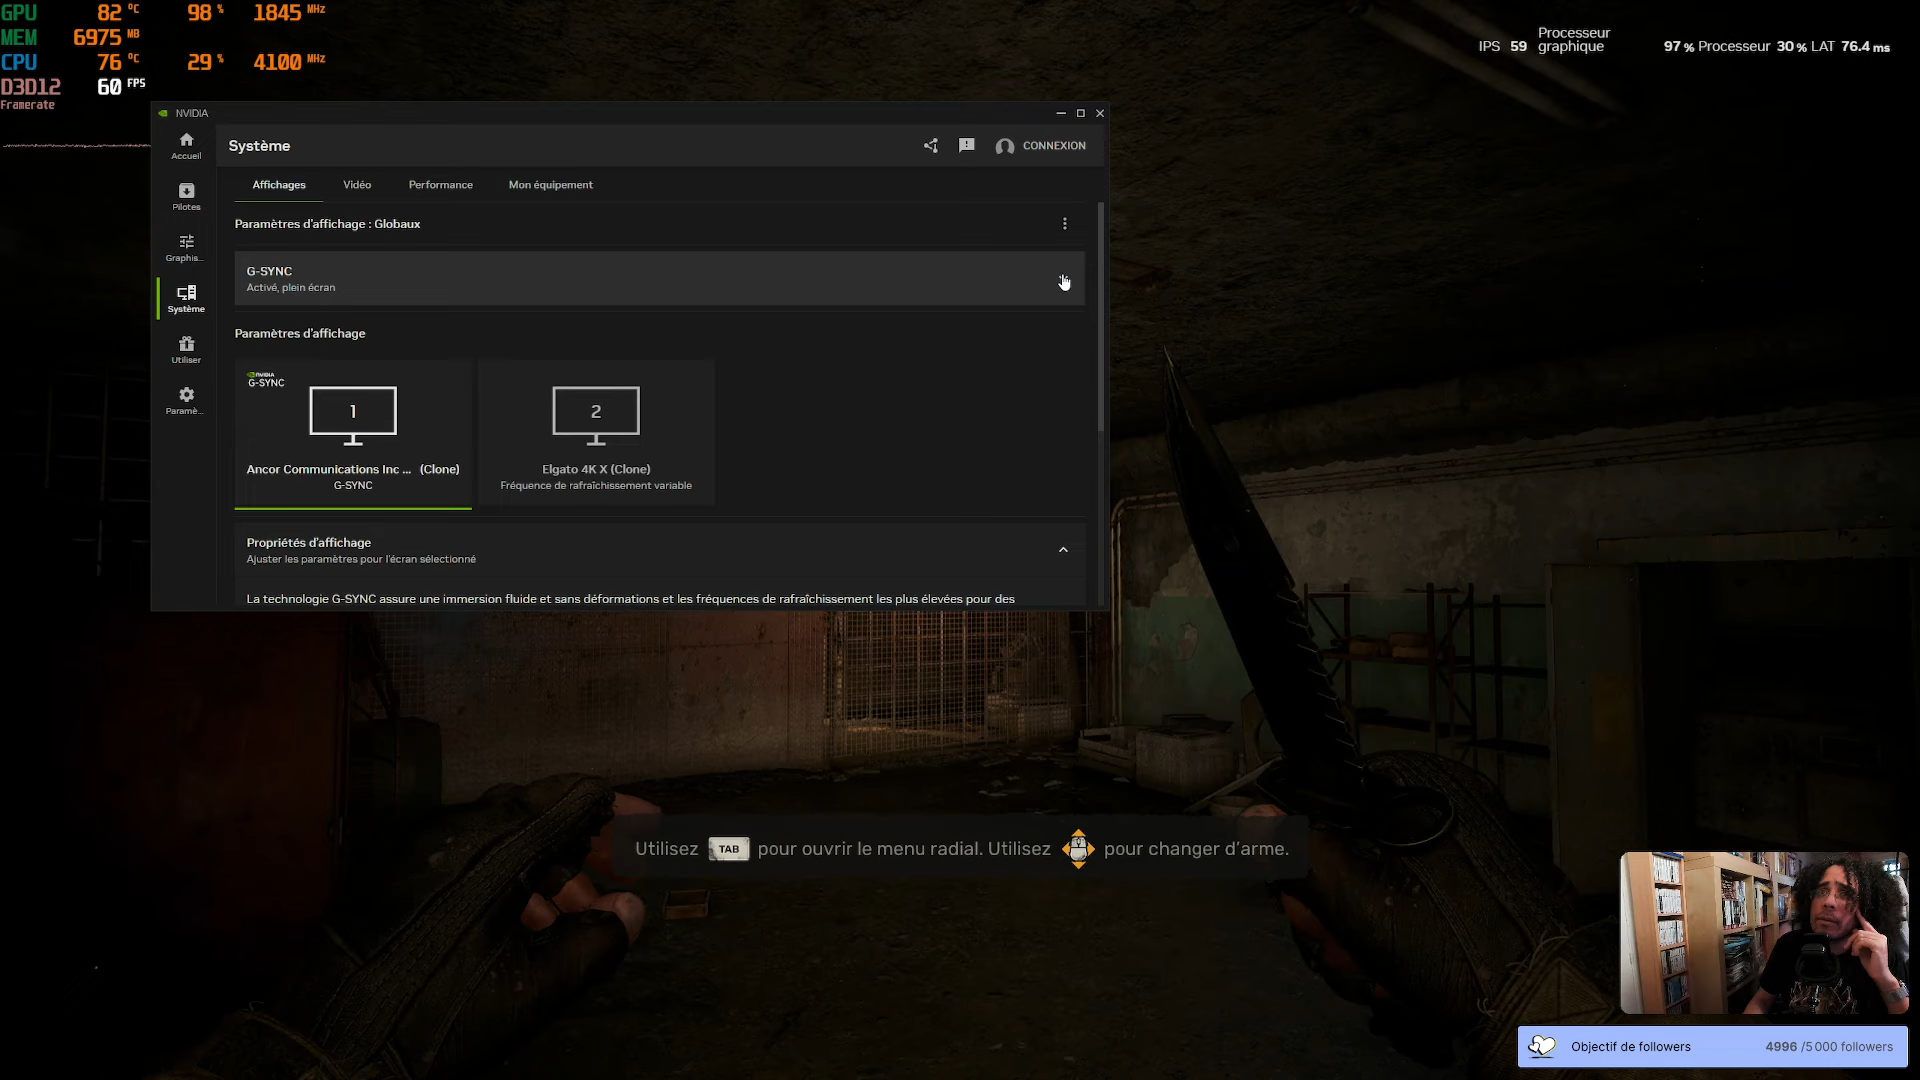 GPU 82 °C 98 % 1845 MHz
MEM 6975 MB
CPU 76 °C 29 % 4100 MHz
D3D12 60 FPS
Framerate
IPS 59 Processeur graphique 97 % Processeur 30 % LAT 76.4 ms
NVIDIA
Accueil
Pilotes
Graphis...
Système
Utiliser
Paramè...
Système
CONNEXION
Affichages Vidéo Performance Mon équipement
Paramètres d'affichage : Globaux
G-SYNC
Activé, plein écran
Paramètres d'affichage
NVIDIA
G-SYNC
1
Ancor Communications Inc ... (Clone)
G-SYNC
2
Elgato 4K X (Clone)
Fréquence de rafraîchissement variable
Propriétés d'affichage
Ajuster les paramètres pour l'écran sélectionné
La technologie G-SYNC assure une immersion fluide et sans déformations et les fréquences de rafraîchissement les plus élevées pour des
Utilisez TAB pour ouvrir le menu radial. Utilisez pour changer d'arme.
Objectif de followers 4996 /5 000 followers